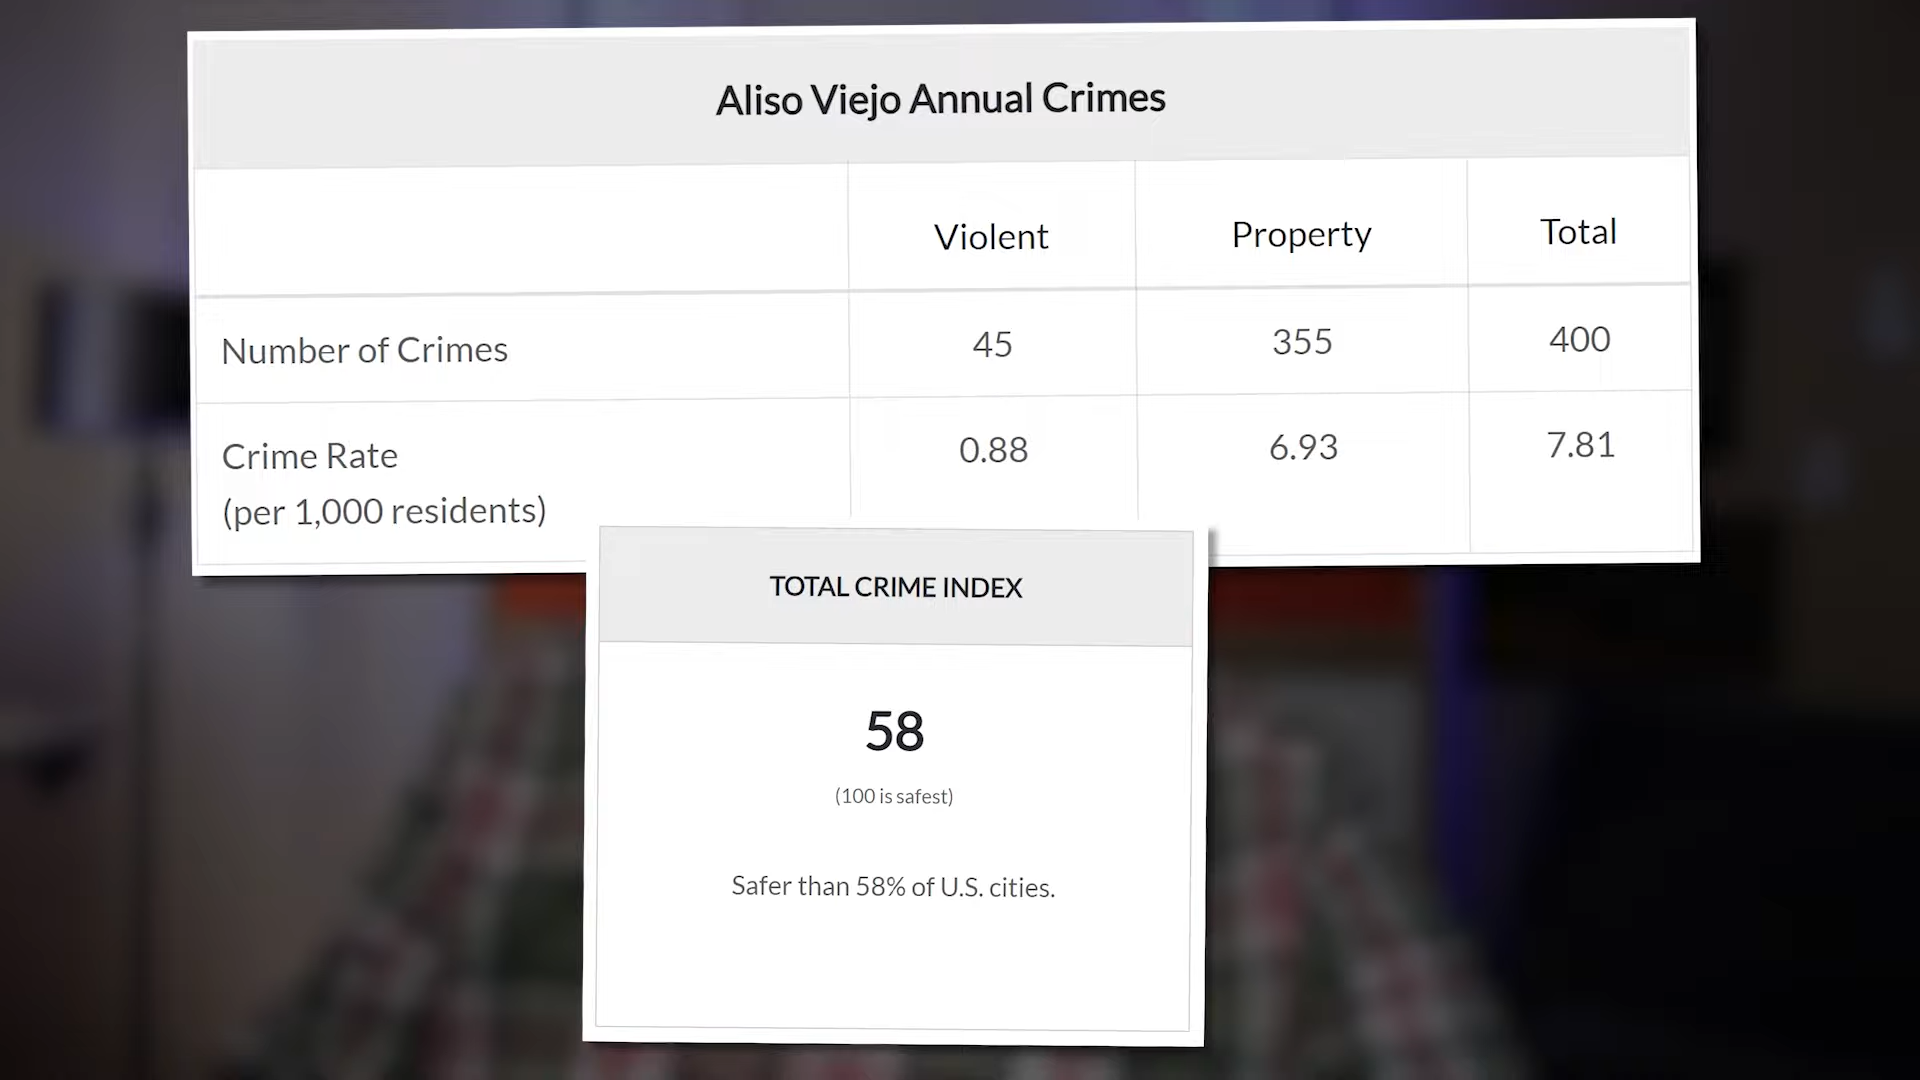 Aliso Viejo Annual Crimes
Violent Property Total
Number of Crimes 45 355 400
Crime Rate 0.88 6.93 7.81
(per 1,000 residents)
TOTAL CRIME INDEX
58
(100 is safest)
Safer than 58% of U.S. cities.